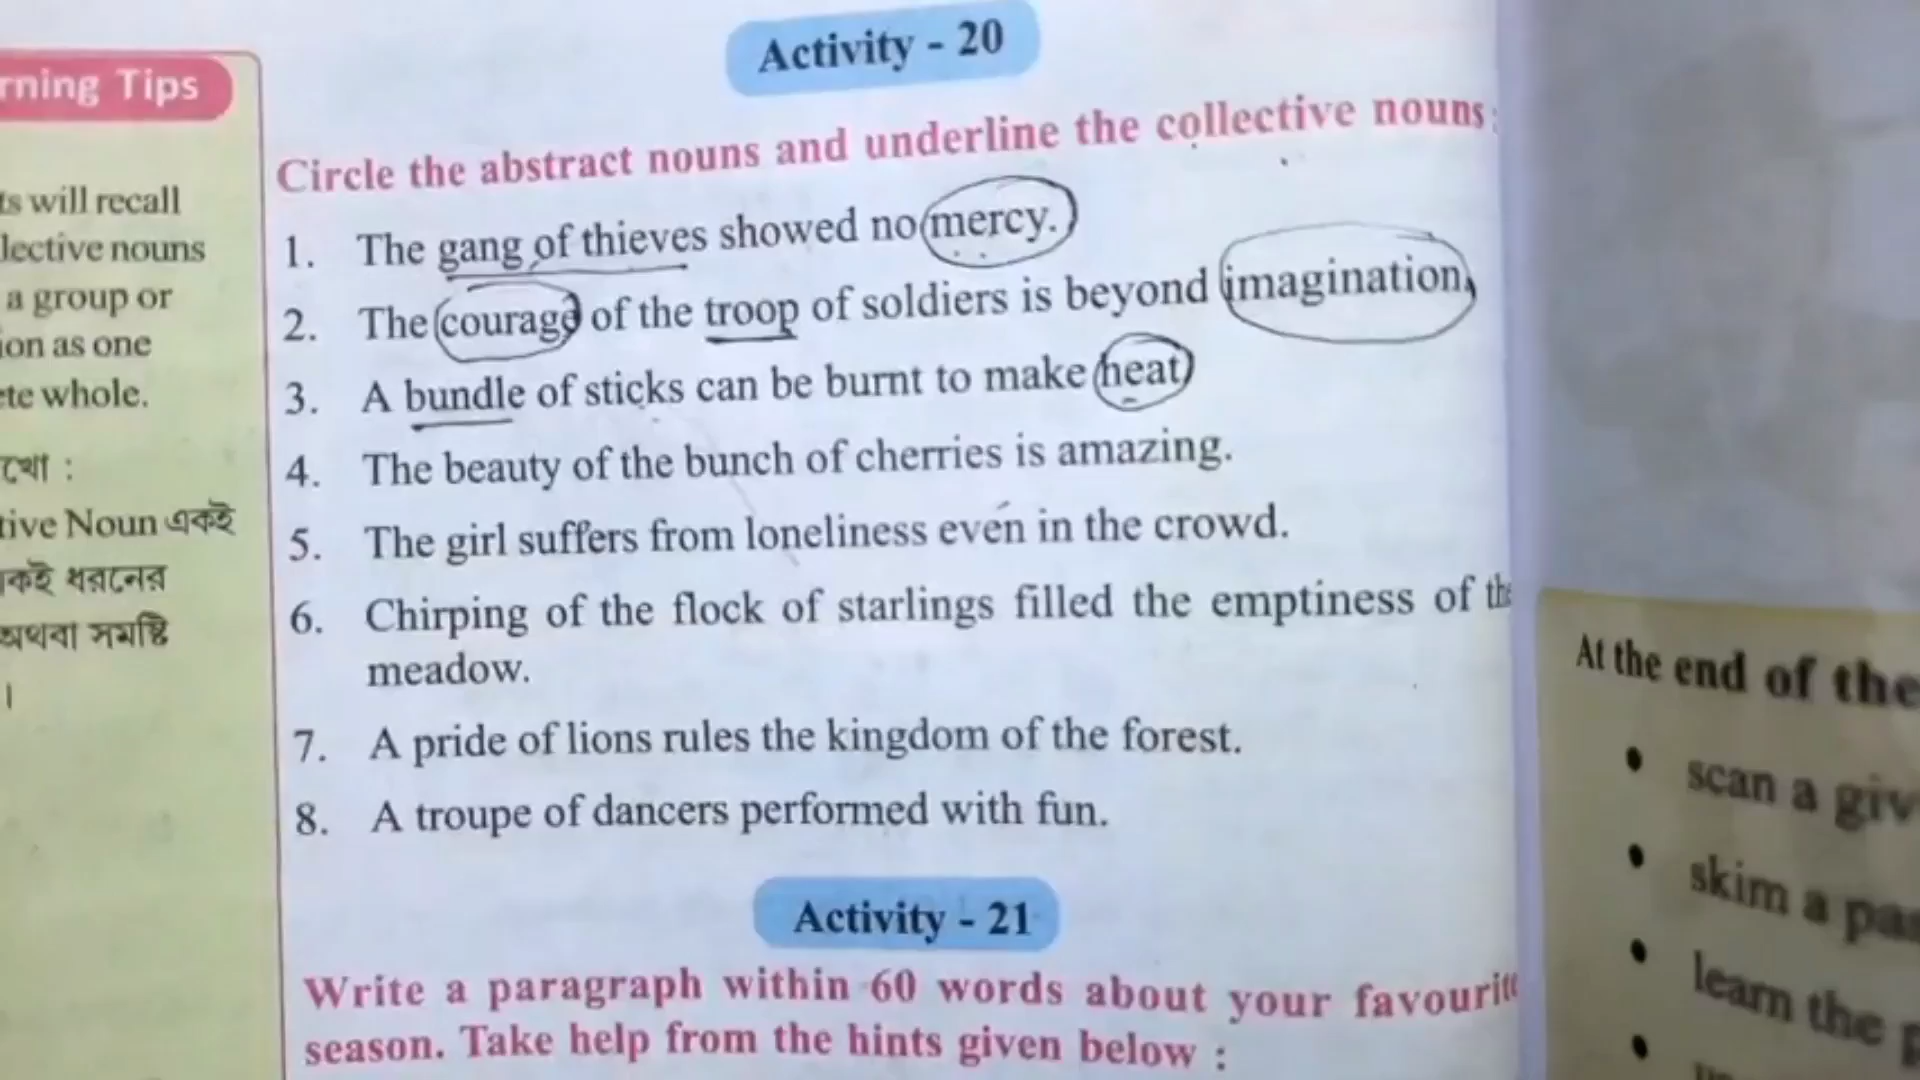 Activity - 20
rning Tips
Circle the abstract nouns and underline the collective nouns:
ts will recall
lective nouns
a group or
ion as one
ete whole.
খো :
tive Noun একই
একই ধরনের
অথবা সমষ্টি
।
1. The gang of thieves showed no mercy.
2. The courage of the troop of soldiers is beyond imagination.
3. A bundle of sticks can be burnt to make heat
4. The beauty of the bunch of cherries is amazing.
5. The girl suffers from loneliness even in the crowd.
6. Chirping of the flock of starlings filled the emptiness of the
meadow.
7. A pride of lions rules the kingdom of the forest.
8. A troupe of dancers performed with fun.
Activity - 21
Write a paragraph within 60 words about your favourite
season. Take help from the hints given below :
At the end of the
• scan a giv
• skim a pas
• learn the p